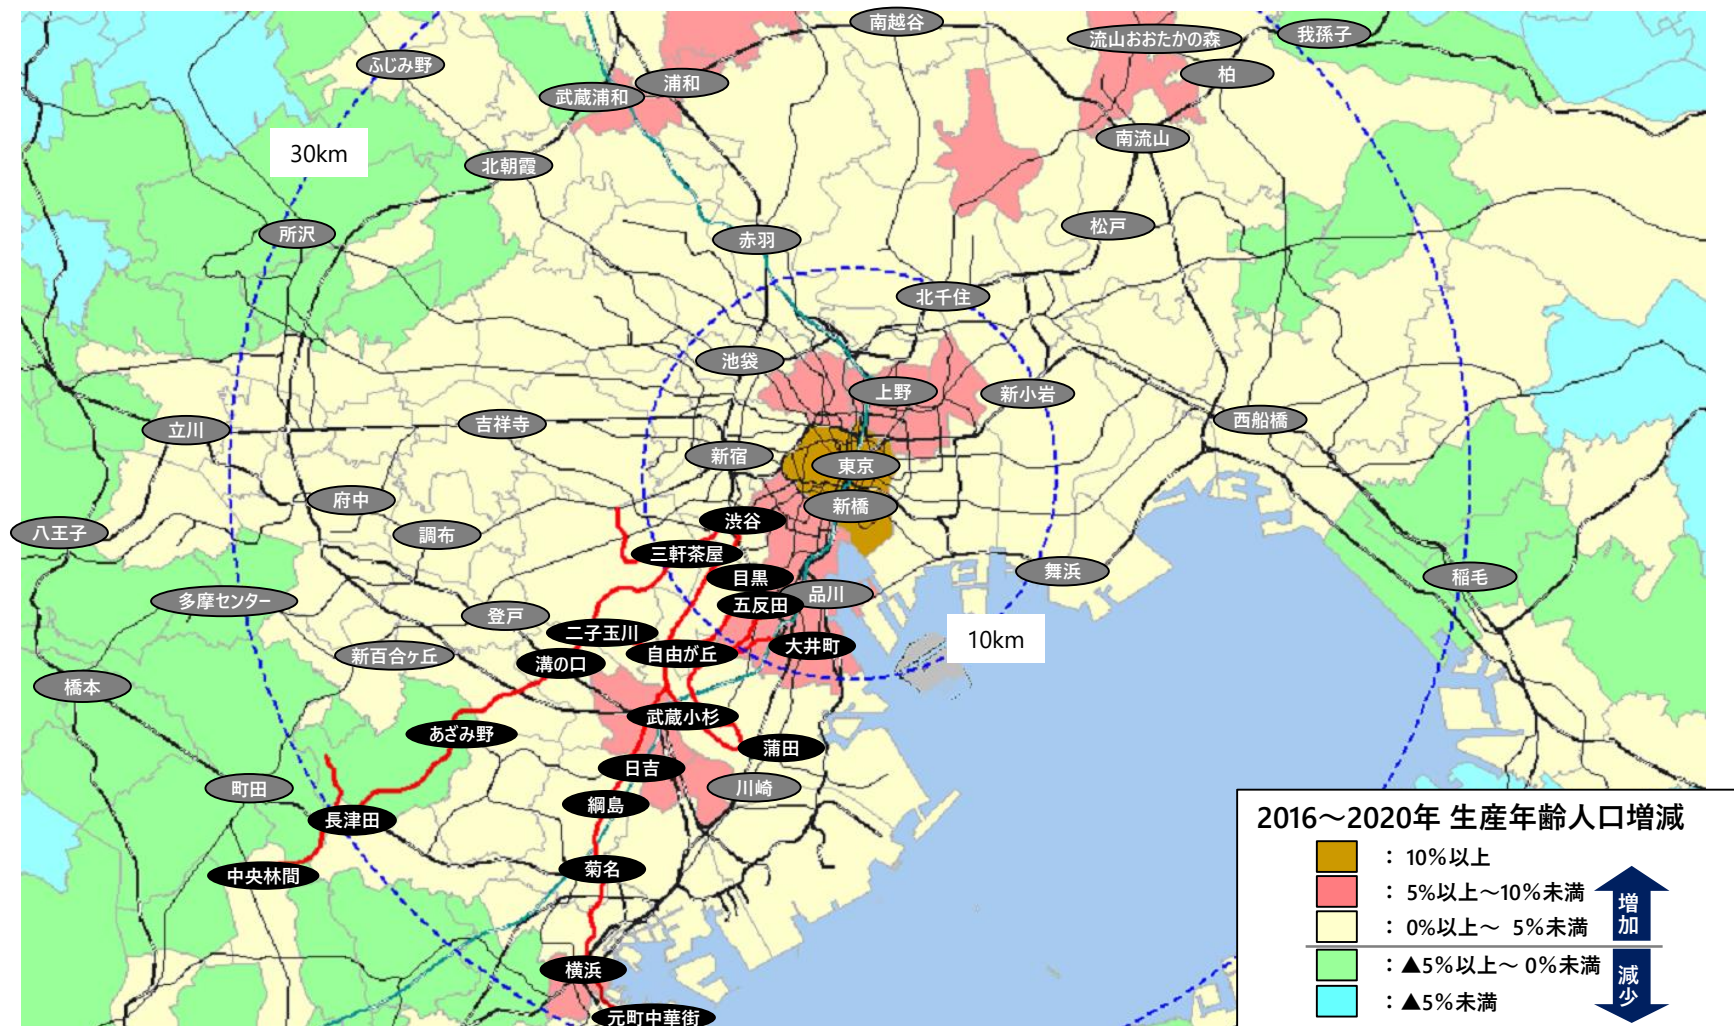 南越谷
ふじみ野
武蔵浦和
浦和
流山おおたかの森
我孫子
柏
30km
北朝霞
南流山
所沢
赤羽
松戸
北千住
池袋
上野
新小岩
立川
吉祥寺
西船橋
新宿
東京
府中
新橋
八王子
調布
渋谷
三軒茶屋
目黒
舞浜
稲毛
多摩センター
登戸
五反田
品川
二子玉川
10km
新百合ヶ丘
溝の口
自由が丘
大井町
橋本
武蔵小杉
あざみ野
蒲田
日吉
町田
川崎
綱島
長津田
中央林間
菊名
横浜
元町中華街
2016～2020年 生産年齢人口増減
：10%以上
：5%以上～10%未満
：0%以上～ 5%未満
増加
：▲5%以上～ 0%未満
：▲5%未満
減少